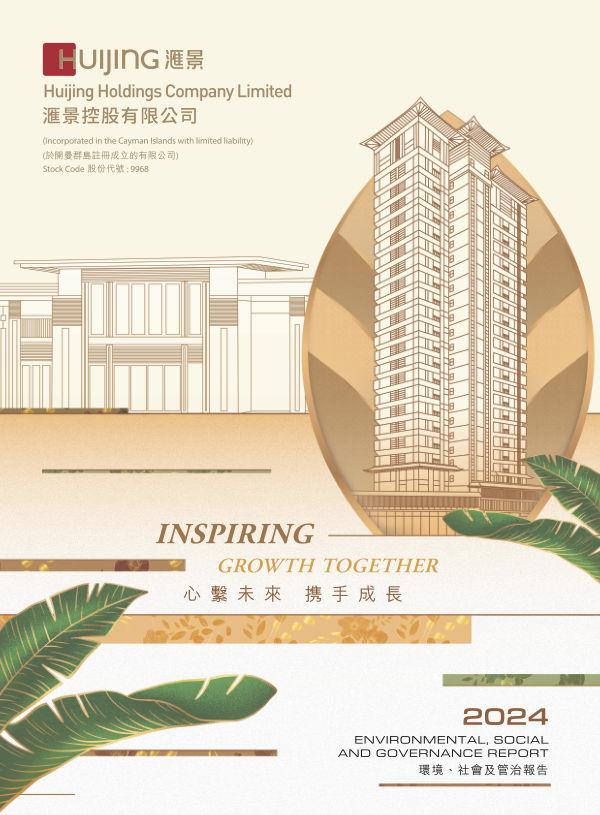 HUIJING 滙景
Huijing Holdings Company Limited
滙景控股有限公司
(Incorporated in the Cayman Islands with limited liability)
(於開曼群島註冊成立的有限公司)
Stock Code 股份代號 : 9968
INSPIRING
GROWTH TOGETHER
心繫未來 携手成長
2024
ENVIRONMENTAL, SOCIAL
AND GOVERNANCE REPORT
環境、社會及管治報告